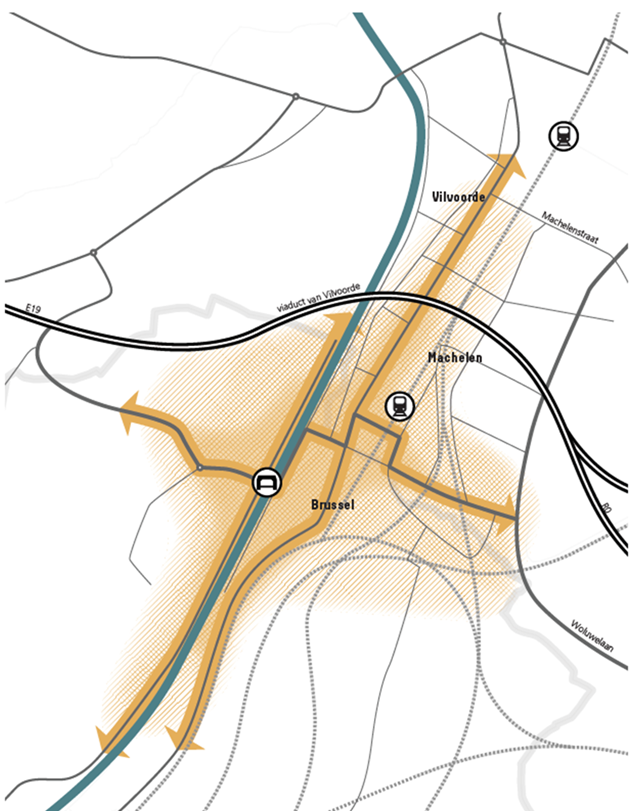 Vilvoorde
Machelenstraat
viaduct van Vilvoorde
E19
Machelen
Brussel
R0
Woluwelaan